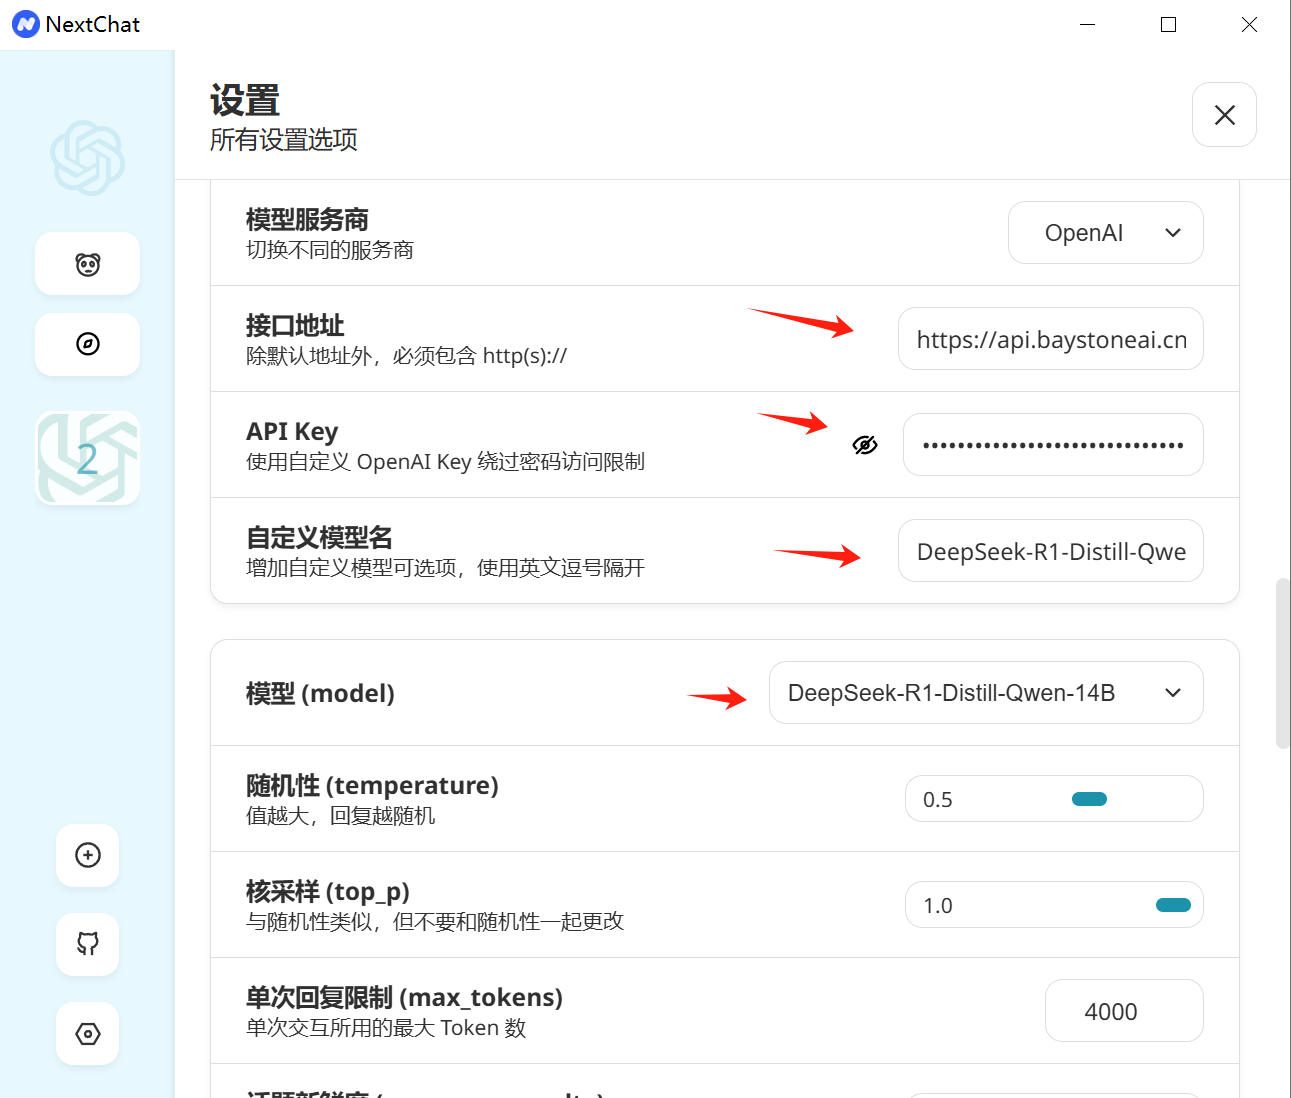 NextChat
设置
所有设置选项
模型服务商
切换不同的服务商
OpenAI
接口地址
除默认地址外，必须包含 http(s)://
https://api.baystoneai.cn
API Key
使用自定义 OpenAI Key 绕过密码访问限制
••••••••••••••••••••••••••••••
自定义模型名
增加自定义模型可选项，使用英文逗号隔开
DeepSeek-R1-Distill-Qwe
2
模型 (model)
DeepSeek-R1-Distill-Qwen-14B
随机性 (temperature)
值越大，回复越随机
0.5
核采样 (top_p)
与随机性类似，但不要和随机性一起更改
1.0
单次回复限制 (max_tokens)
单次交互所用的最大 Token 数
4000